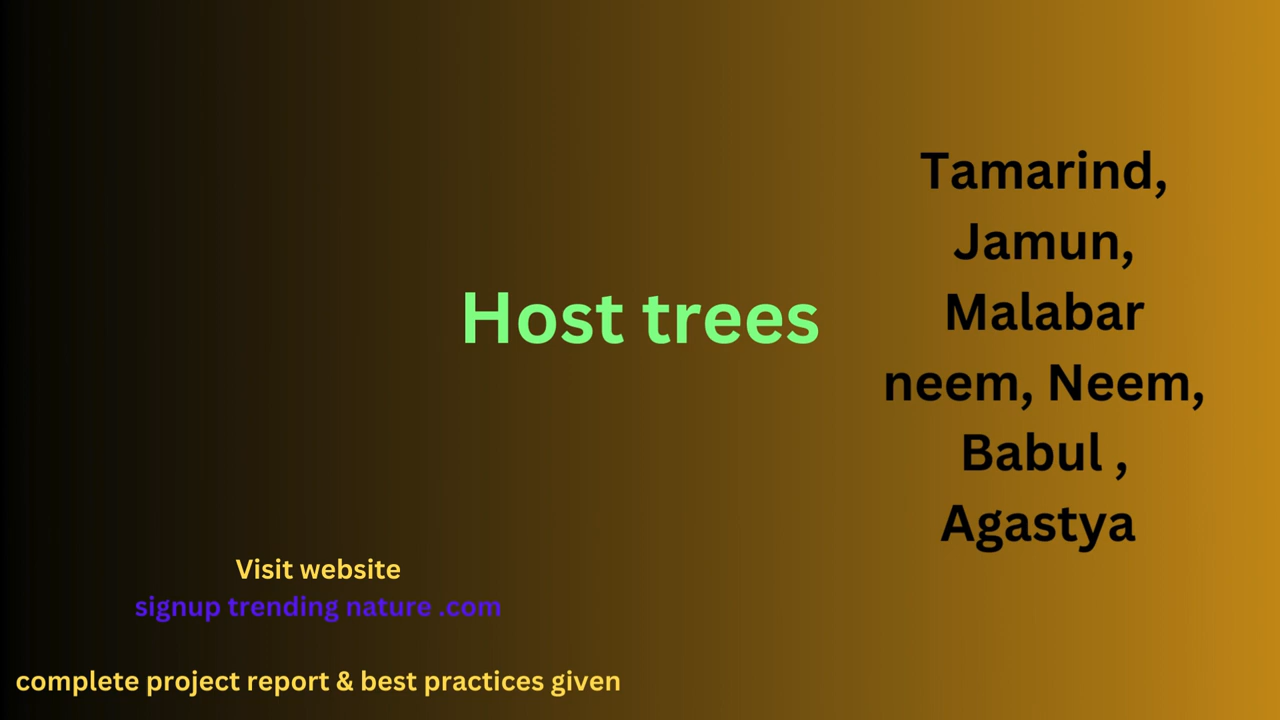 Host trees
Tamarind,
Jamun,
Malabar
neem, Neem,
Babul ,
Agastya
Visit website
signup trending nature .com
complete project report & best practices given